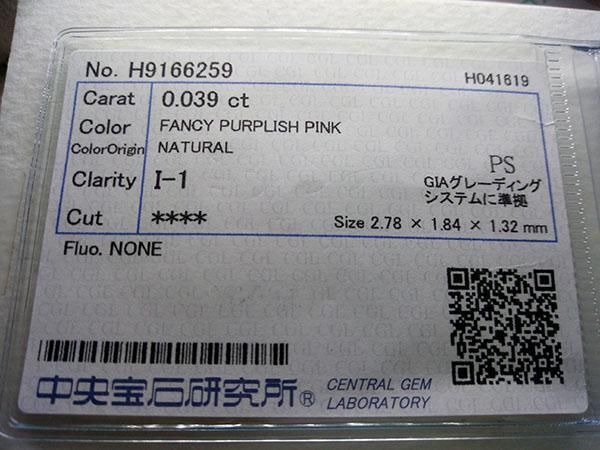 No. H9166259
H041619
Carat 0.039 ct
Color FANCY PURPLISH PINK
ColorOrigin NATURAL
Clarity I-1
PS
GIAグレーディング
システムに準拠
Cut ****
Size 2.78 × 1.84 × 1.32 mm
Fluo. NONE
中央宝石研究所®
CENTRAL GEM
LABORATORY